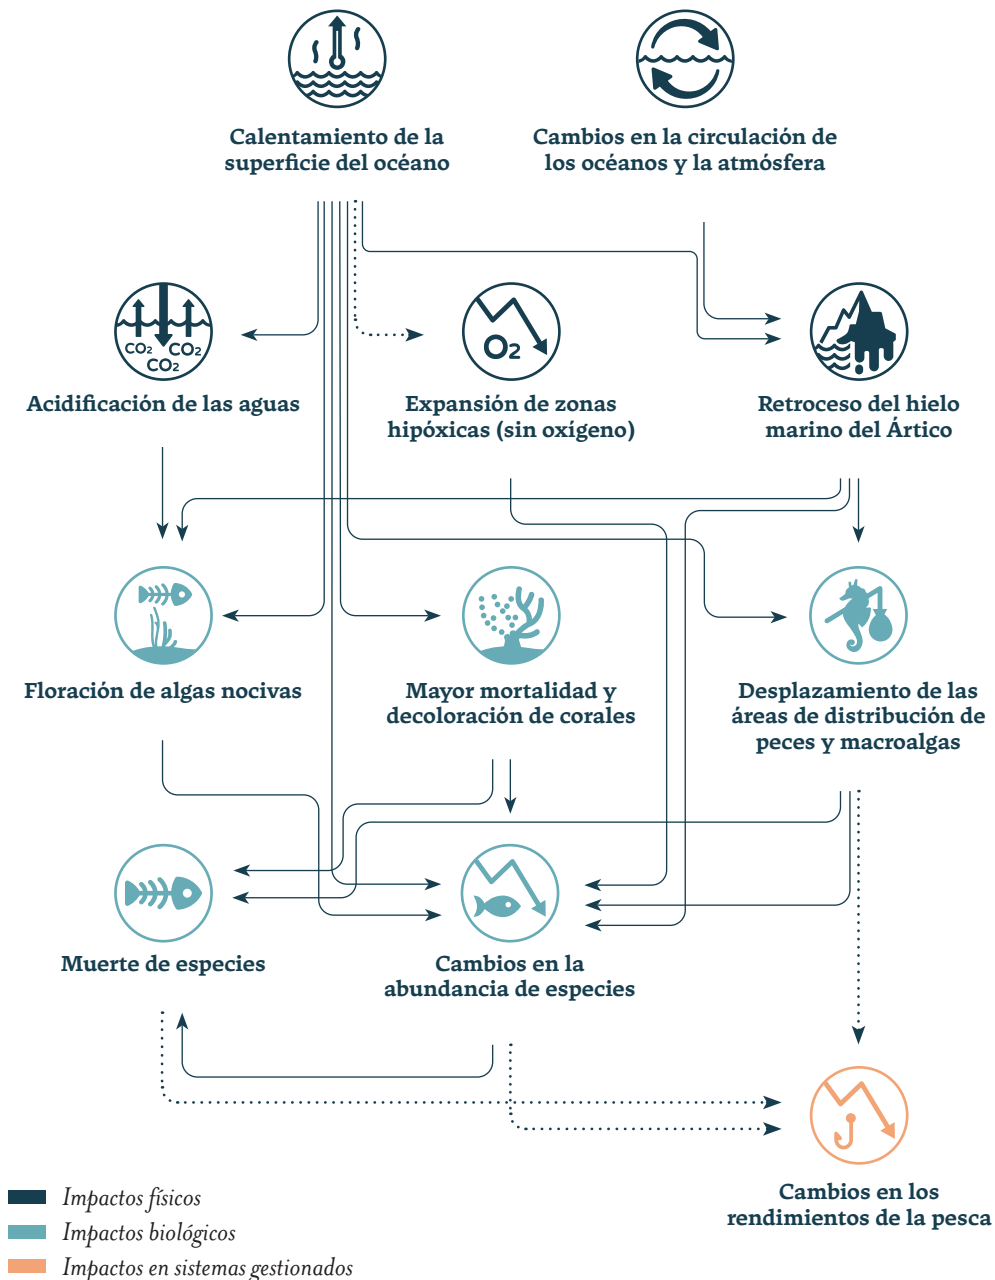 Calentamiento de la
superficie del océano
Cambios en la circulación de
los océanos y la atmósfera
CO₂
CO₂
CO₂
Acidificación de las aguas
O₂
Expansión de zonas
hipóxicas (sin oxígeno)
Retroceso del hielo
marino del Ártico
Floración de algas nocivas
Mayor mortalidad y
decoloración de corales
Desplazamiento de las
áreas de distribución de
peces y macroalgas
Muerte de especies
Cambios en la
abundancia de especies
Cambios en los
rendimientos de la pesca
Impactos físicos
Impactos biológicos
Impactos en sistemas gestionados